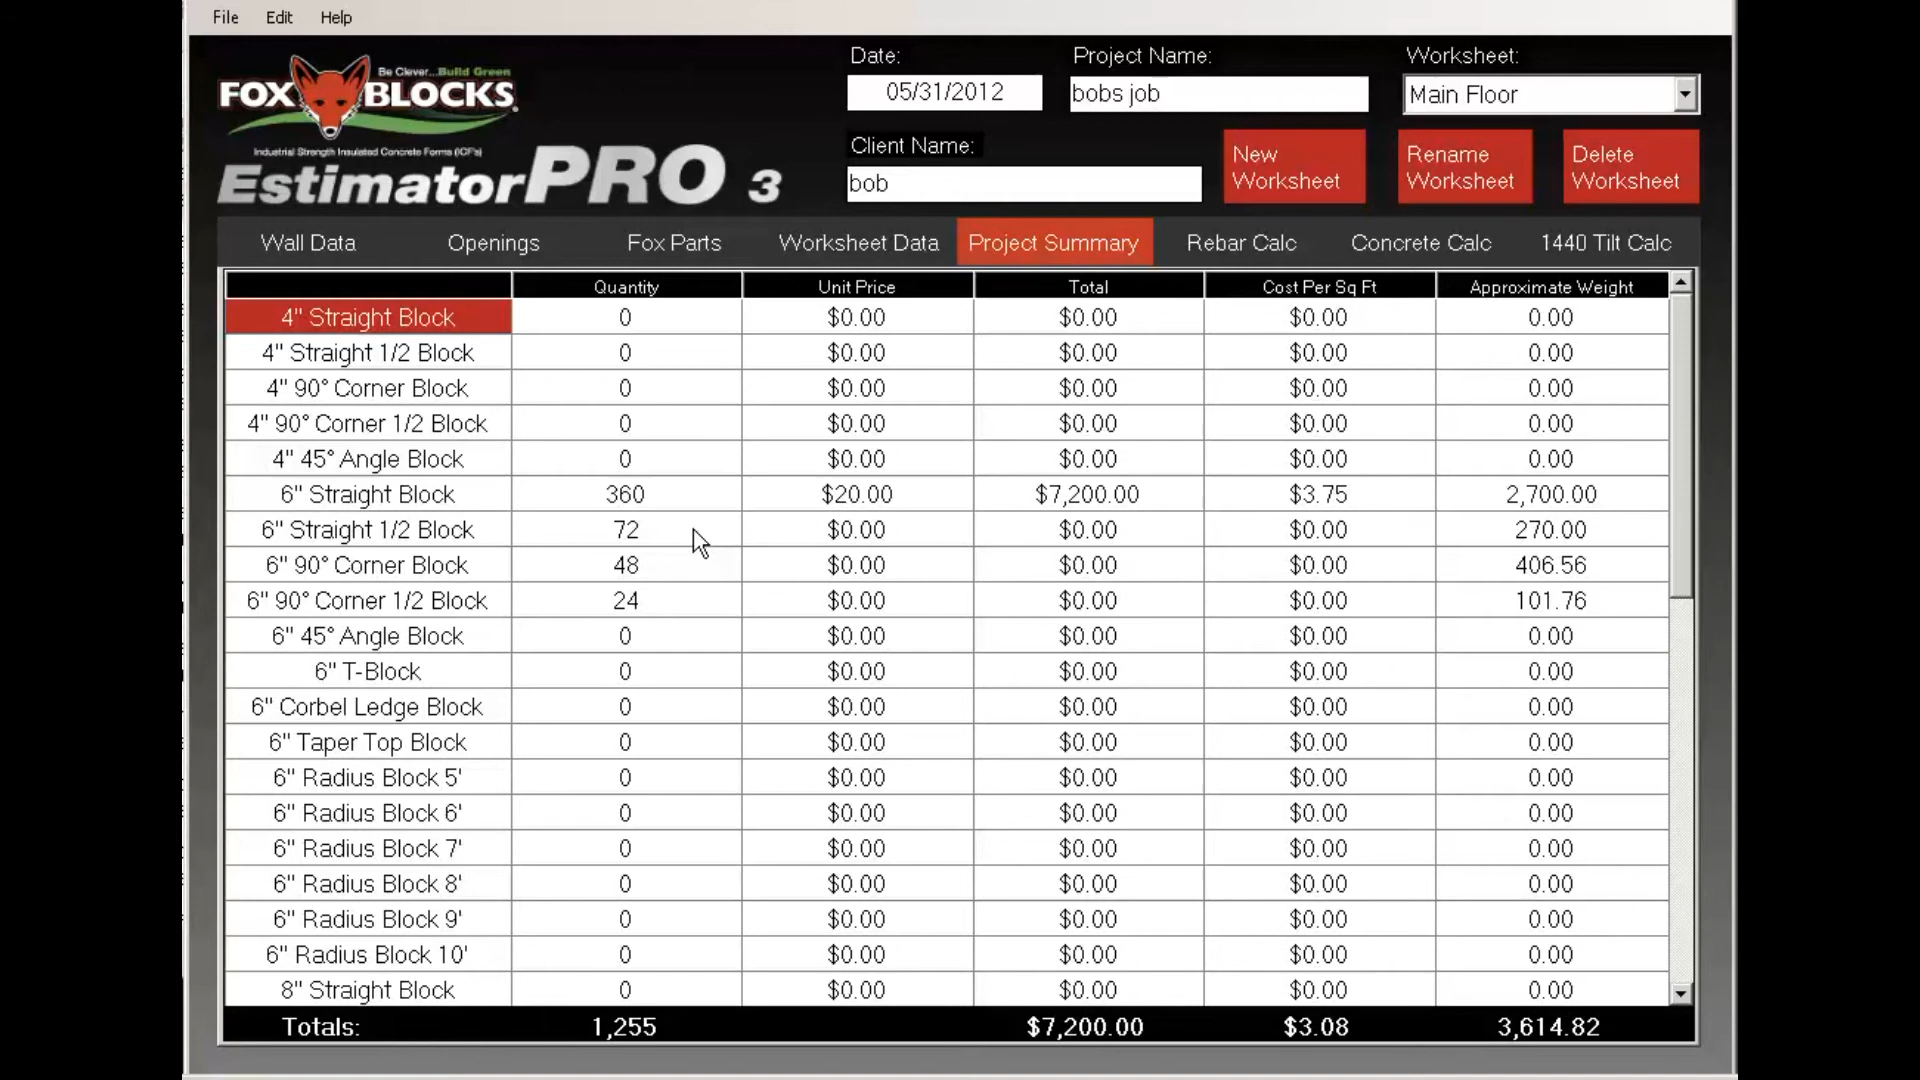 File Edit Help
Be Clever...Build Green
FOX BLOCKS
Industrial Strength Insulated Concrete Forms (ICF's)
EstimatorPRO 3
Date: Project Name: Worksheet:
05/31/2012 bobs job Main Floor
Client Name:
bob
New Worksheet Rename Worksheet Delete Worksheet
Wall Data Openings Fox Parts Worksheet Data Project Summary Rebar Calc Concrete Calc 1440 Tilt Calc
Quantity Unit Price Total Cost Per Sq Ft Approximate Weight
4" Straight Block 0 $0.00 $0.00 $0.00 0.00
4" Straight 1/2 Block 0 $0.00 $0.00 $0.00 0.00
4" 90° Corner Block 0 $0.00 $0.00 $0.00 0.00
4" 90° Corner 1/2 Block 0 $0.00 $0.00 $0.00 0.00
4" 45° Angle Block 0 $0.00 $0.00 $0.00 0.00
6" Straight Block 360 $20.00 $7,200.00 $3.75 2,700.00
6" Straight 1/2 Block 72 $0.00 $0.00 $0.00 270.00
6" 90° Corner Block 48 $0.00 $0.00 $0.00 406.56
6" 90° Corner 1/2 Block 24 $0.00 $0.00 $0.00 101.76
6" 45° Angle Block 0 $0.00 $0.00 $0.00 0.00
6" T-Block 0 $0.00 $0.00 $0.00 0.00
6" Corbel Ledge Block 0 $0.00 $0.00 $0.00 0.00
6" Taper Top Block 0 $0.00 $0.00 $0.00 0.00
6" Radius Block 5' 0 $0.00 $0.00 $0.00 0.00
6" Radius Block 6' 0 $0.00 $0.00 $0.00 0.00
6" Radius Block 7' 0 $0.00 $0.00 $0.00 0.00
6" Radius Block 8' 0 $0.00 $0.00 $0.00 0.00
6" Radius Block 9' 0 $0.00 $0.00 $0.00 0.00
6" Radius Block 10' 0 $0.00 $0.00 $0.00 0.00
8" Straight Block 0 $0.00 $0.00 $0.00 0.00
Totals: 1,255 $7,200.00 $3.08 3,614.82